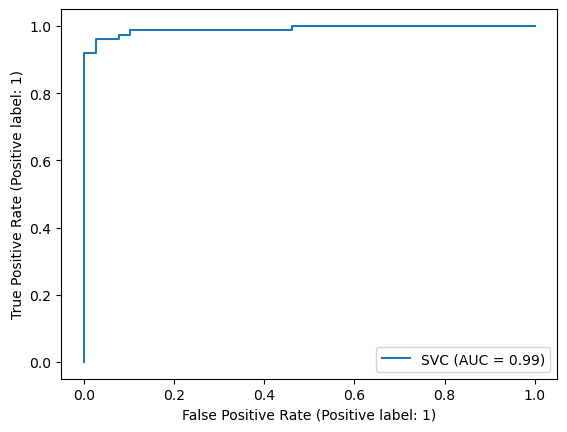 1.0
0.8
0.6
0.4
0.2
0.0
True Positive Rate (Positive label: 1)
SVC (AUC = 0.99)
0.0 0.2 0.4 0.6 0.8 1.0
False Positive Rate (Positive label: 1)